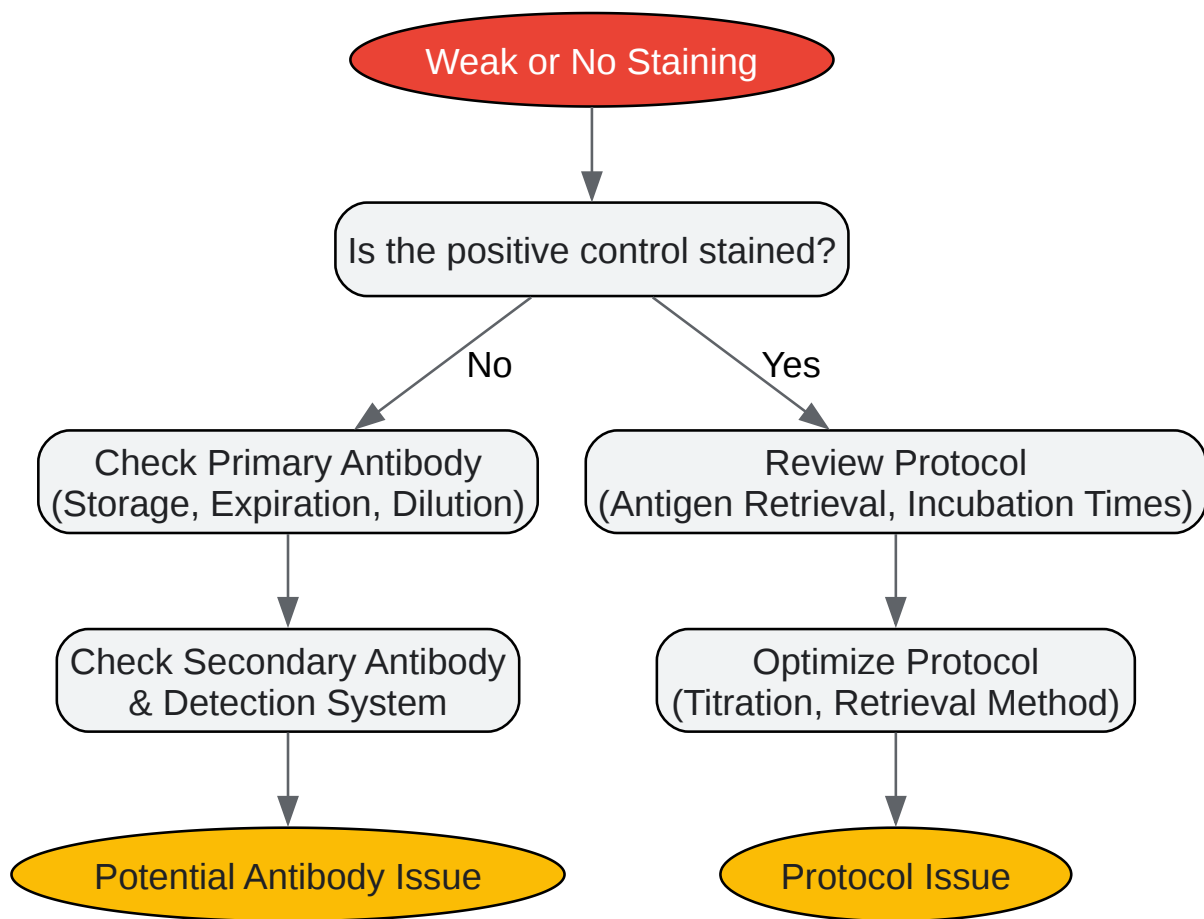 Weak or No Staining
Is the positive control stained?
No
Yes
Check Primary Antibody
(Storage, Expiration, Dilution)
Review Protocol
(Antigen Retrieval, Incubation Times)
Check Secondary Antibody
& Detection System
Optimize Protocol
(Titration, Retrieval Method)
Potential Antibody Issue
Protocol Issue